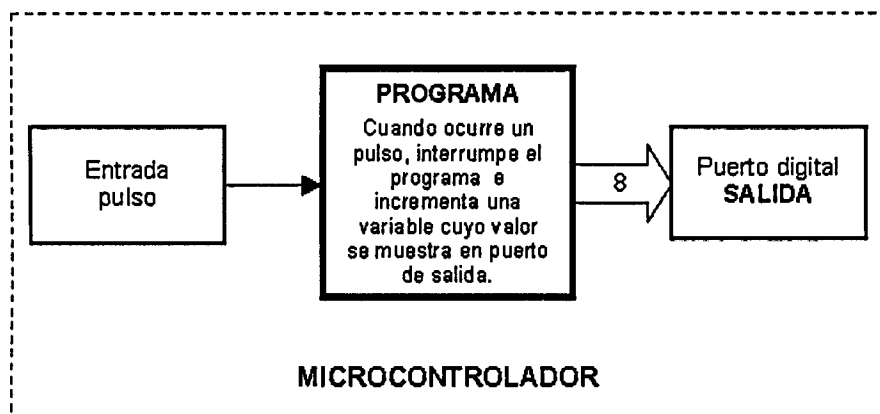 Entrada
pulso
PROGRAMA
Cuando ocurre un
pulso, interrumpe el
programa e
incrementa una
variable cuyo valor
se muestra en puerto
de salida.
8
Puerto digital
SALIDA
MICROCONTROLADOR